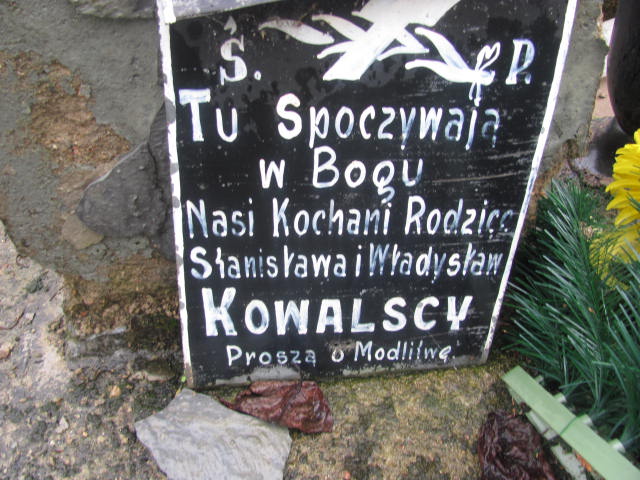 Ś. P.
Tu Spoczywają
w Bogu
Nasi Kochani Rodzice
Stanisława i Władysław
KOWALSCY
Proszą o Modlitwę